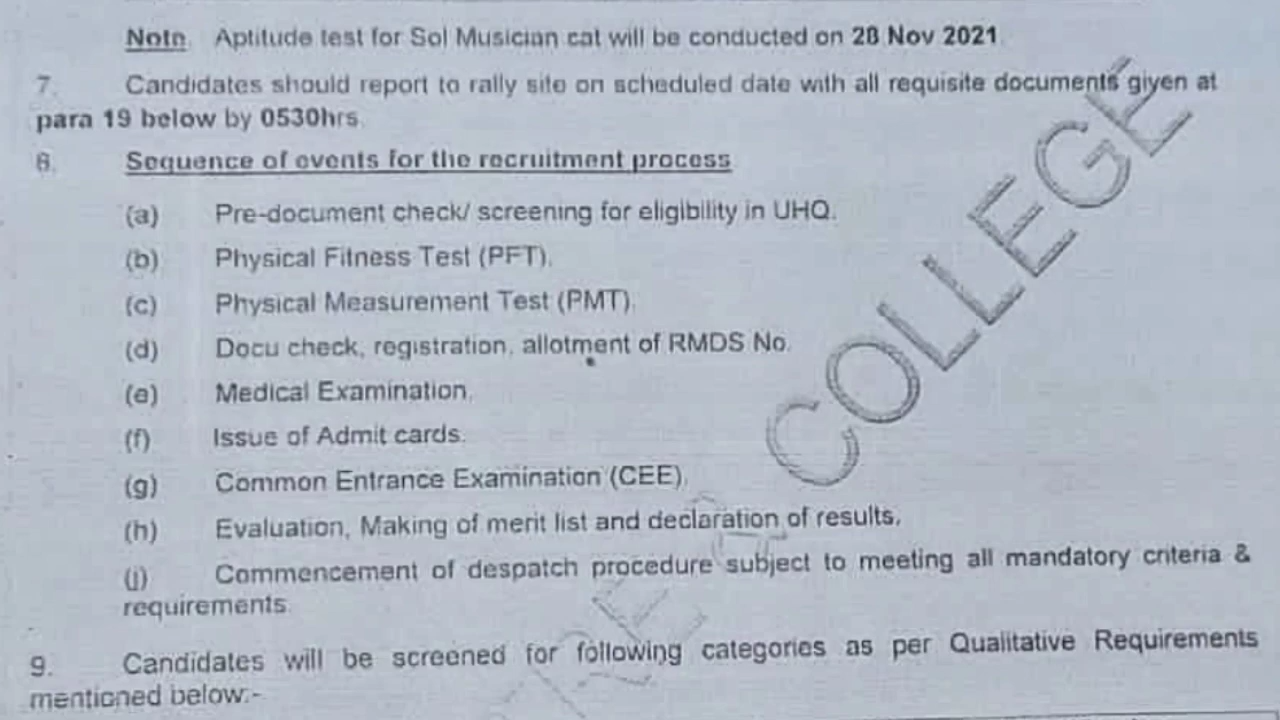 Note. Aptitude test for Sol Musician cat will be conducted on 28 Nov 2021.
7. Candidates should report to rally site on scheduled date with all requisite documents given at
para 19 below by 0530hrs.
8. Sequence of events for the recruitment process
(a) Pre-document check/ screening for eligibility in UHQ.
(b) Physical Fitness Test (PFT).
(c) Physical Measurement Test (PMT).
(d) Docu check, registration, allotment of RMDS No.
(e) Medical Examination.
(f) Issue of Admit cards.
(g) Common Entrance Examination (CEE).
(h) Evaluation, Making of merit list and declaration of results.
(j) Commencement of despatch procedure subject to meeting all mandatory criteria &
requirements.
9. Candidates will be screened for following categories as per Qualitative Requirements
mentioned below:-
COLLEGE